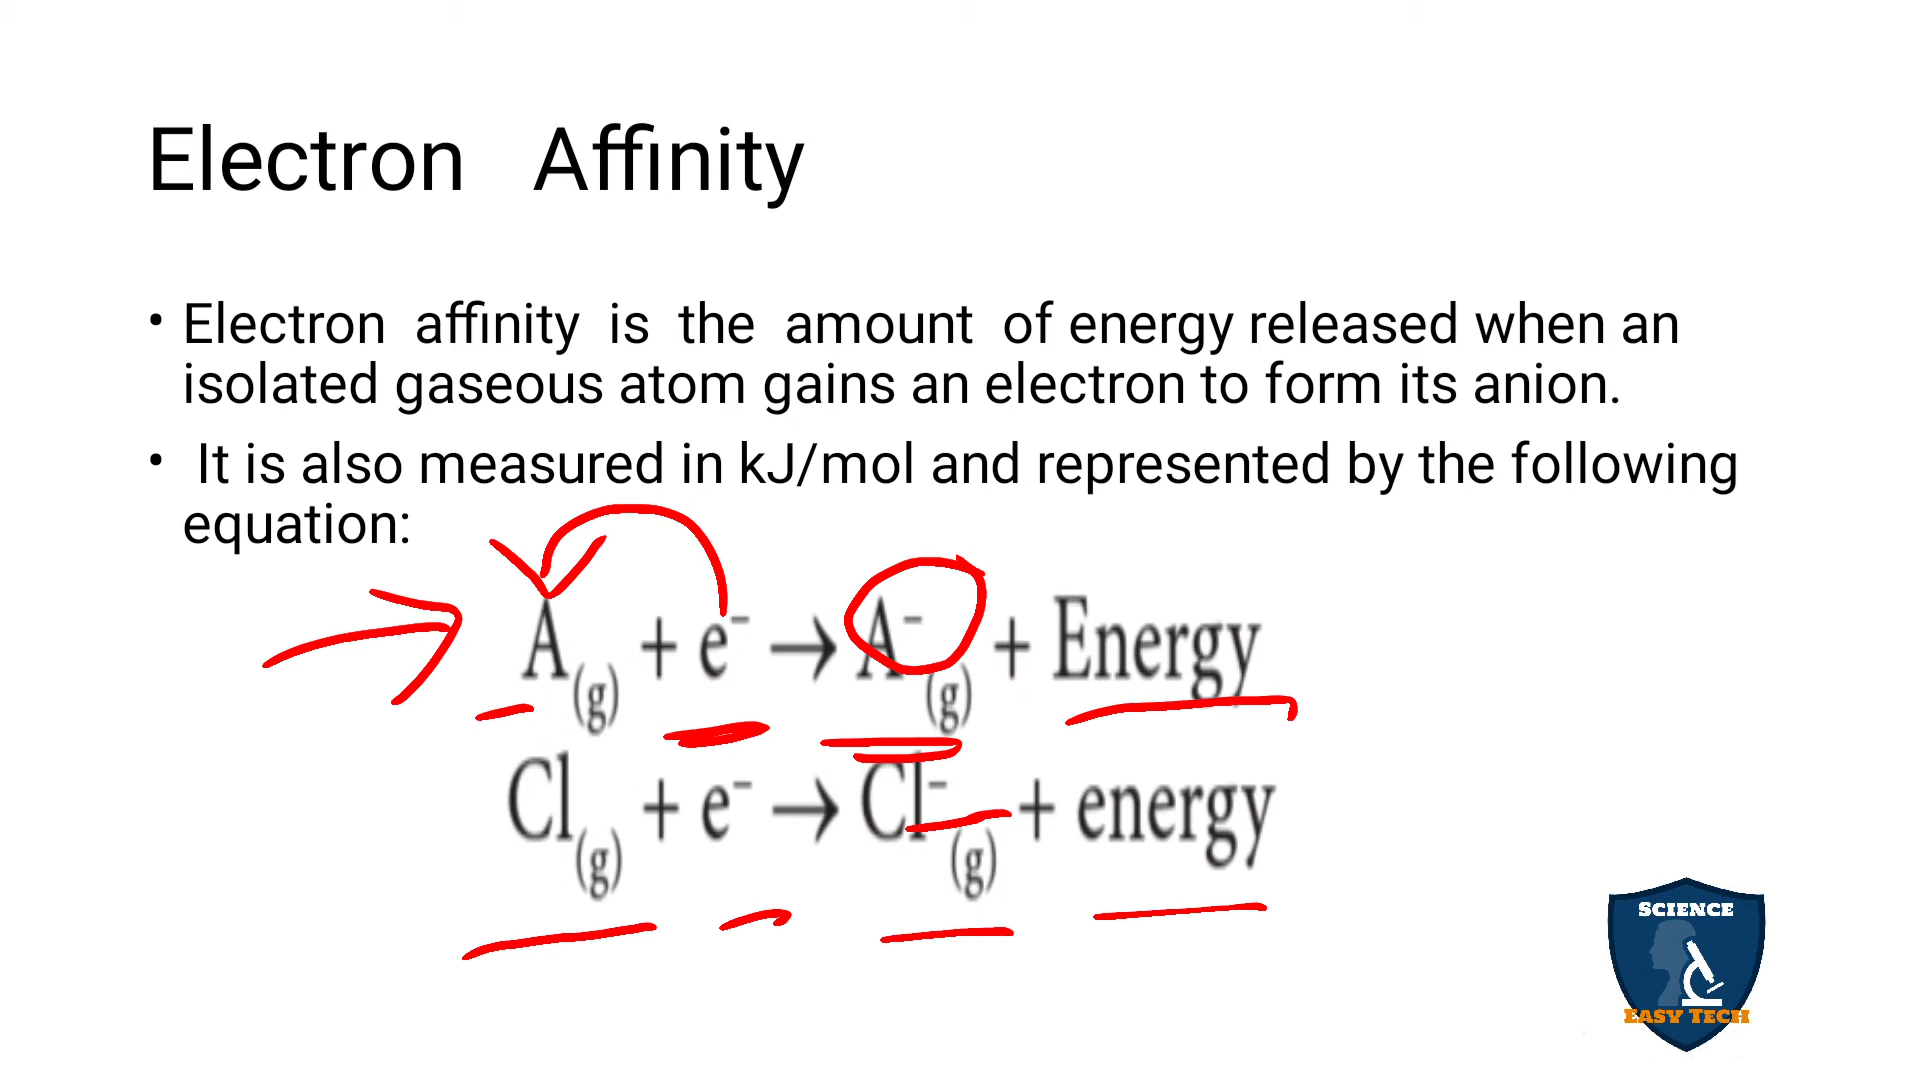 Electron Affinity
• Electron affinity is the amount of energy released when an
isolated gaseous atom gains an electron to form its anion.
• It is also measured in kJ/mol and represented by the following
equation:
A(g) + e⁻ → A⁻(g) + Energy
Cl(g) + e⁻ → Cl⁻(g) + energy
SCIENCE
EASY TECH